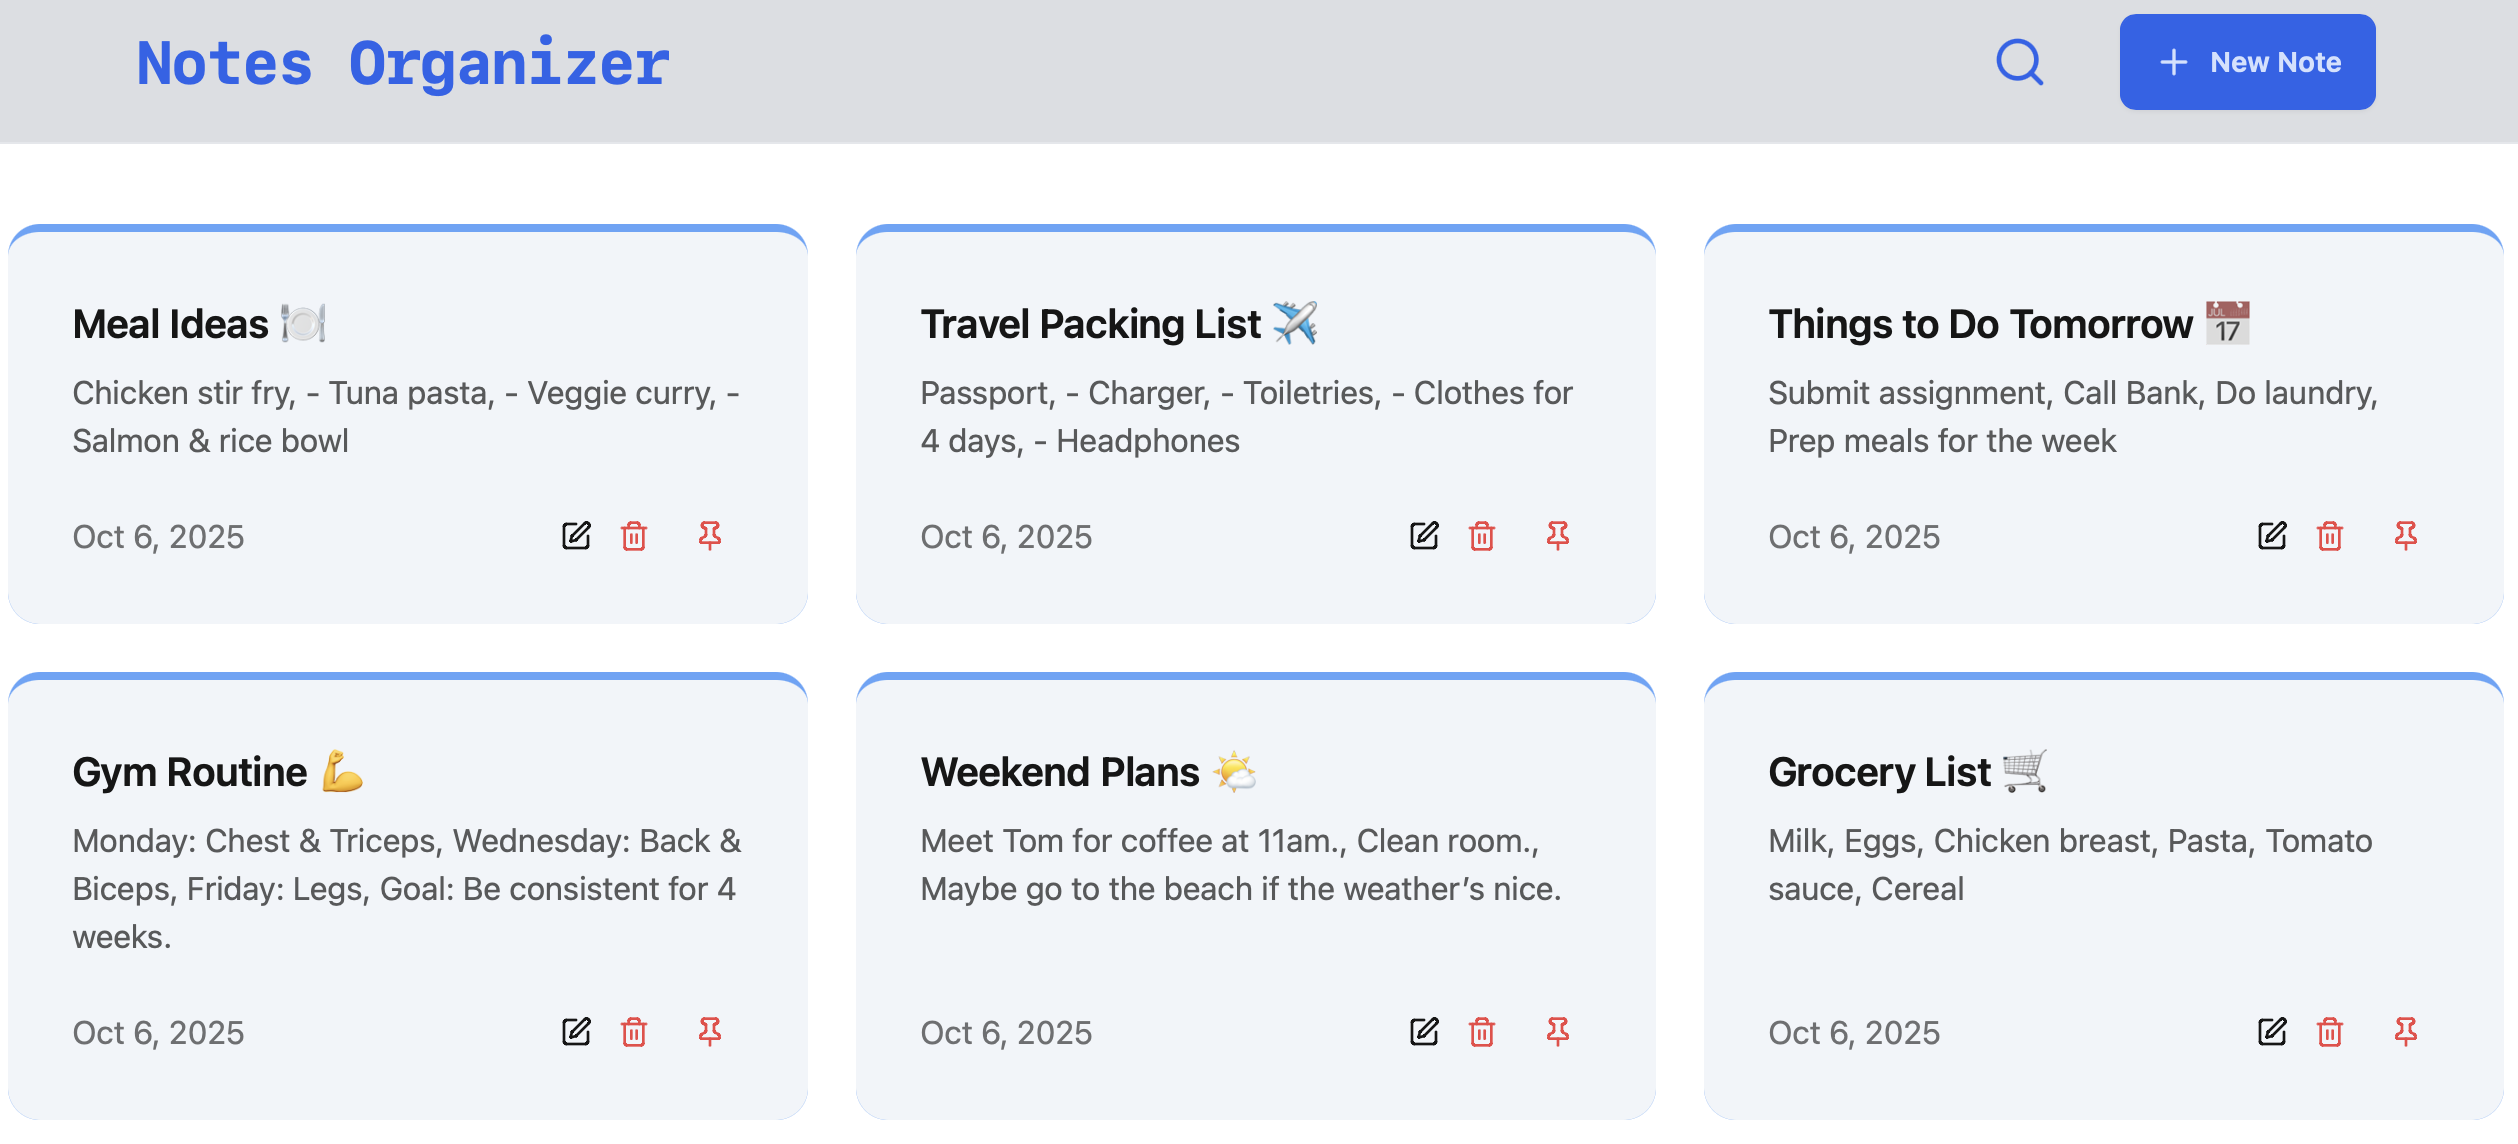 Notes Organizer
New Note
Meal Ideas 🍽️
Chicken stir fry, - Tuna pasta, - Veggie curry, -
Salmon & rice bowl
Oct 6, 2025
Travel Packing List ✈️
Passport, - Charger, - Toiletries, - Clothes for
4 days, - Headphones
Oct 6, 2025
Things to Do Tomorrow 📅
Submit assignment, Call Bank, Do laundry,
Prep meals for the week
Oct 6, 2025
Gym Routine 💪
Monday: Chest & Triceps, Wednesday: Back &
Biceps, Friday: Legs, Goal: Be consistent for 4
weeks.
Oct 6, 2025
Weekend Plans 🌤️
Meet Tom for coffee at 11am., Clean room.,
Maybe go to the beach if the weather’s nice.
Oct 6, 2025
Grocery List 🛒
Milk, Eggs, Chicken breast, Pasta, Tomato
sauce, Cereal
Oct 6, 2025